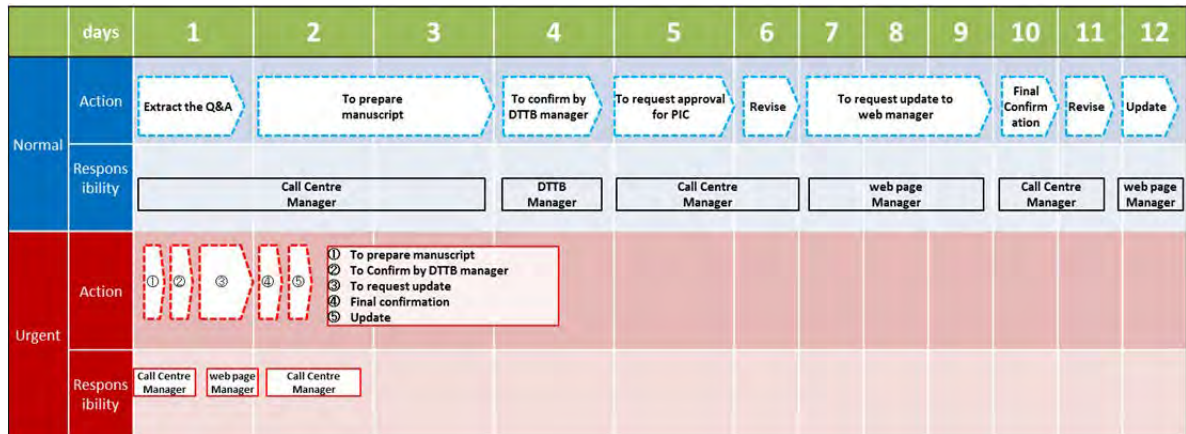 days 1 2 3 4 5 6 7 8 9 10 11 12
Normal
Action
Extract the Q&A
To prepare
manuscript
To confirm by
DTTB manager
To request approval
for PIC
Revise
To request update to
web manager
Final
Confirm
ation
Revise
Update
Respons
ibility
Call Centre
Manager
DTTB
Manager
Call Centre
Manager
web page
Manager
Call Centre
Manager
web page
Manager
Urgent
Action
① ② ③ ④ ⑤
① To prepare manuscript
② To Confirm by DTTB manager
③ To request update
④ Final confirmation
⑤ Update
Respons
ibility
Call Centre
Manager
web page
Manager
Call Centre
Manager